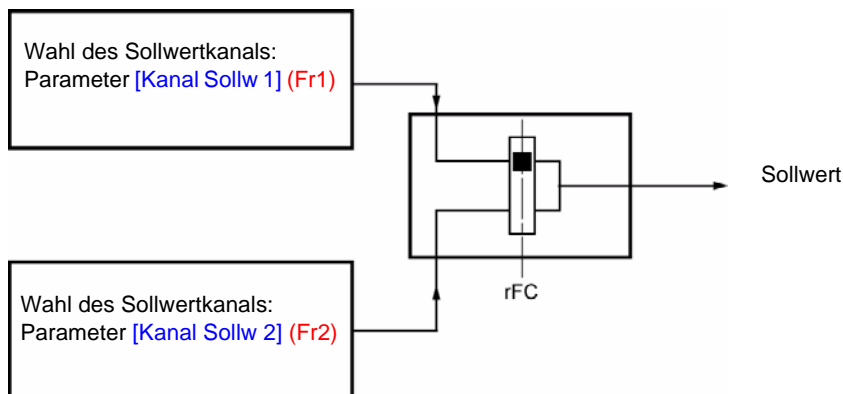 Wahl des Sollwertkanals:
Parameter [Kanal Sollw 1] (Fr1)
Sollwert
rFC
Wahl des Sollwertkanals:
Parameter [Kanal Sollw 2] (Fr2)